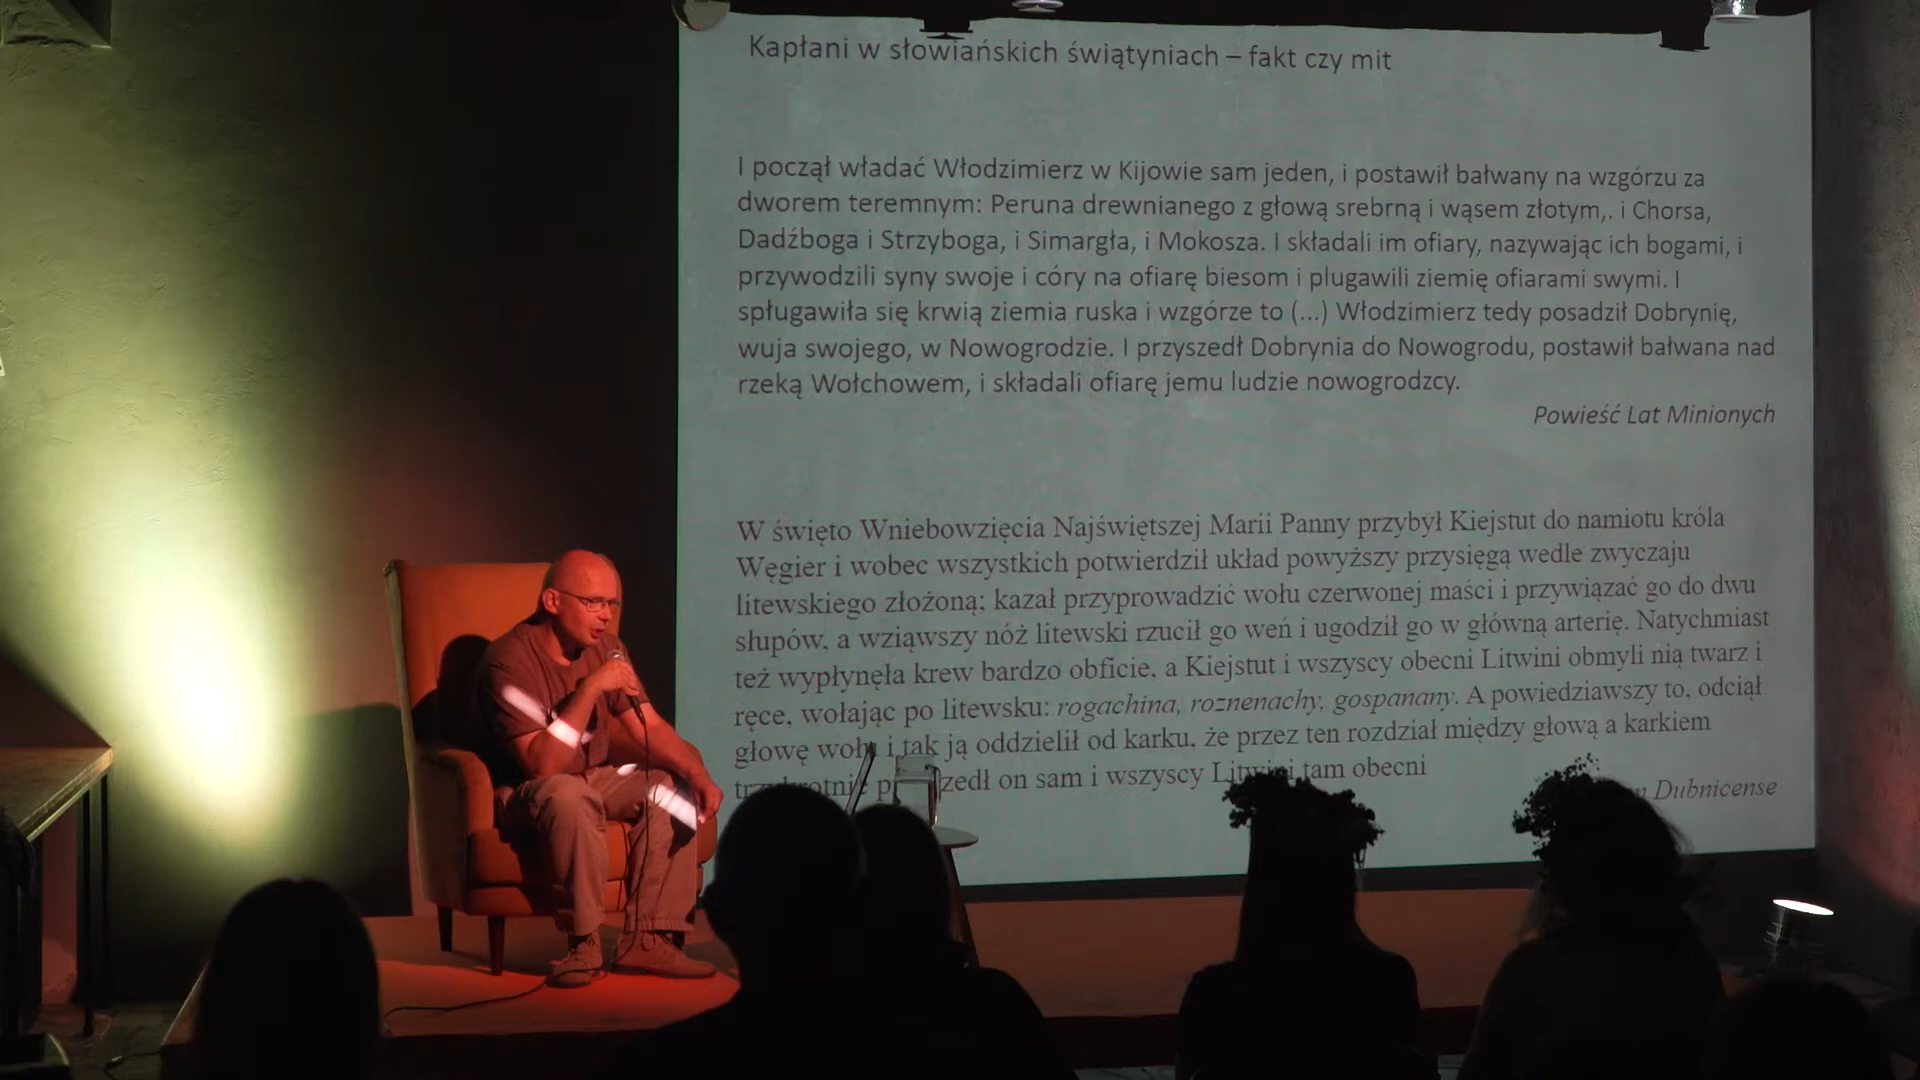 Kapłani w słowiańskich świątyniach – fakt czy mit
I począł władać Włodzimierz w Kijowie sam jeden, i postawił bałwany na wzgórzu za
dworem teremnym: Peruna drewnianego z głową srebrną i wąsem złotym,. i Chorsa,
Dadźboga i Strzyboga, i Simargła, i Mokosza. I składali im ofiary, nazywając ich bogami, i
przywodzili syny swoje i córy na ofiarę biesom i plugawili ziemię ofiarami swymi. I
splugawiła się krwią ziemia ruska i wzgórze to (...) Włodzimierz tedy posadził Dobrynię,
wuja swojego, w Nowogrodzie. I przyszedł Dobrynia do Nowogrodu, postawił bałwana nad
rzeką Wołchowem, i składali ofiarę jemu ludzie nowogrodzcy.
Powieść Lat Minionych
W święto Wniebowzięcia Najświętszej Marii Panny przybył Kiejstut do namiotu króla
Węgier i wobec wszystkich potwierdził układ powyższy przysięgą wedle zwyczaju
litewskiego złożoną; kazał przyprowadzić wołu czerwonej maści i przywiązać go do dwu
słupów, a wziąwszy nóż litewski rzucił go weń i ugodził go w główną arterię. Natychmiast
też wypłynęła krew bardzo obficie, a Kiejstut i wszyscy obecni Litwini obmyli nią twarz i
ręce, wołając po litewsku: rogachina, roznenachy, gospanany. A powiedziawszy to, odciął
głowę wołu i tak ją oddzielił od karku, że przez ten rozdział między głową a karkiem
on sam i wszyscy Litwini tam obecni
Dubnicense